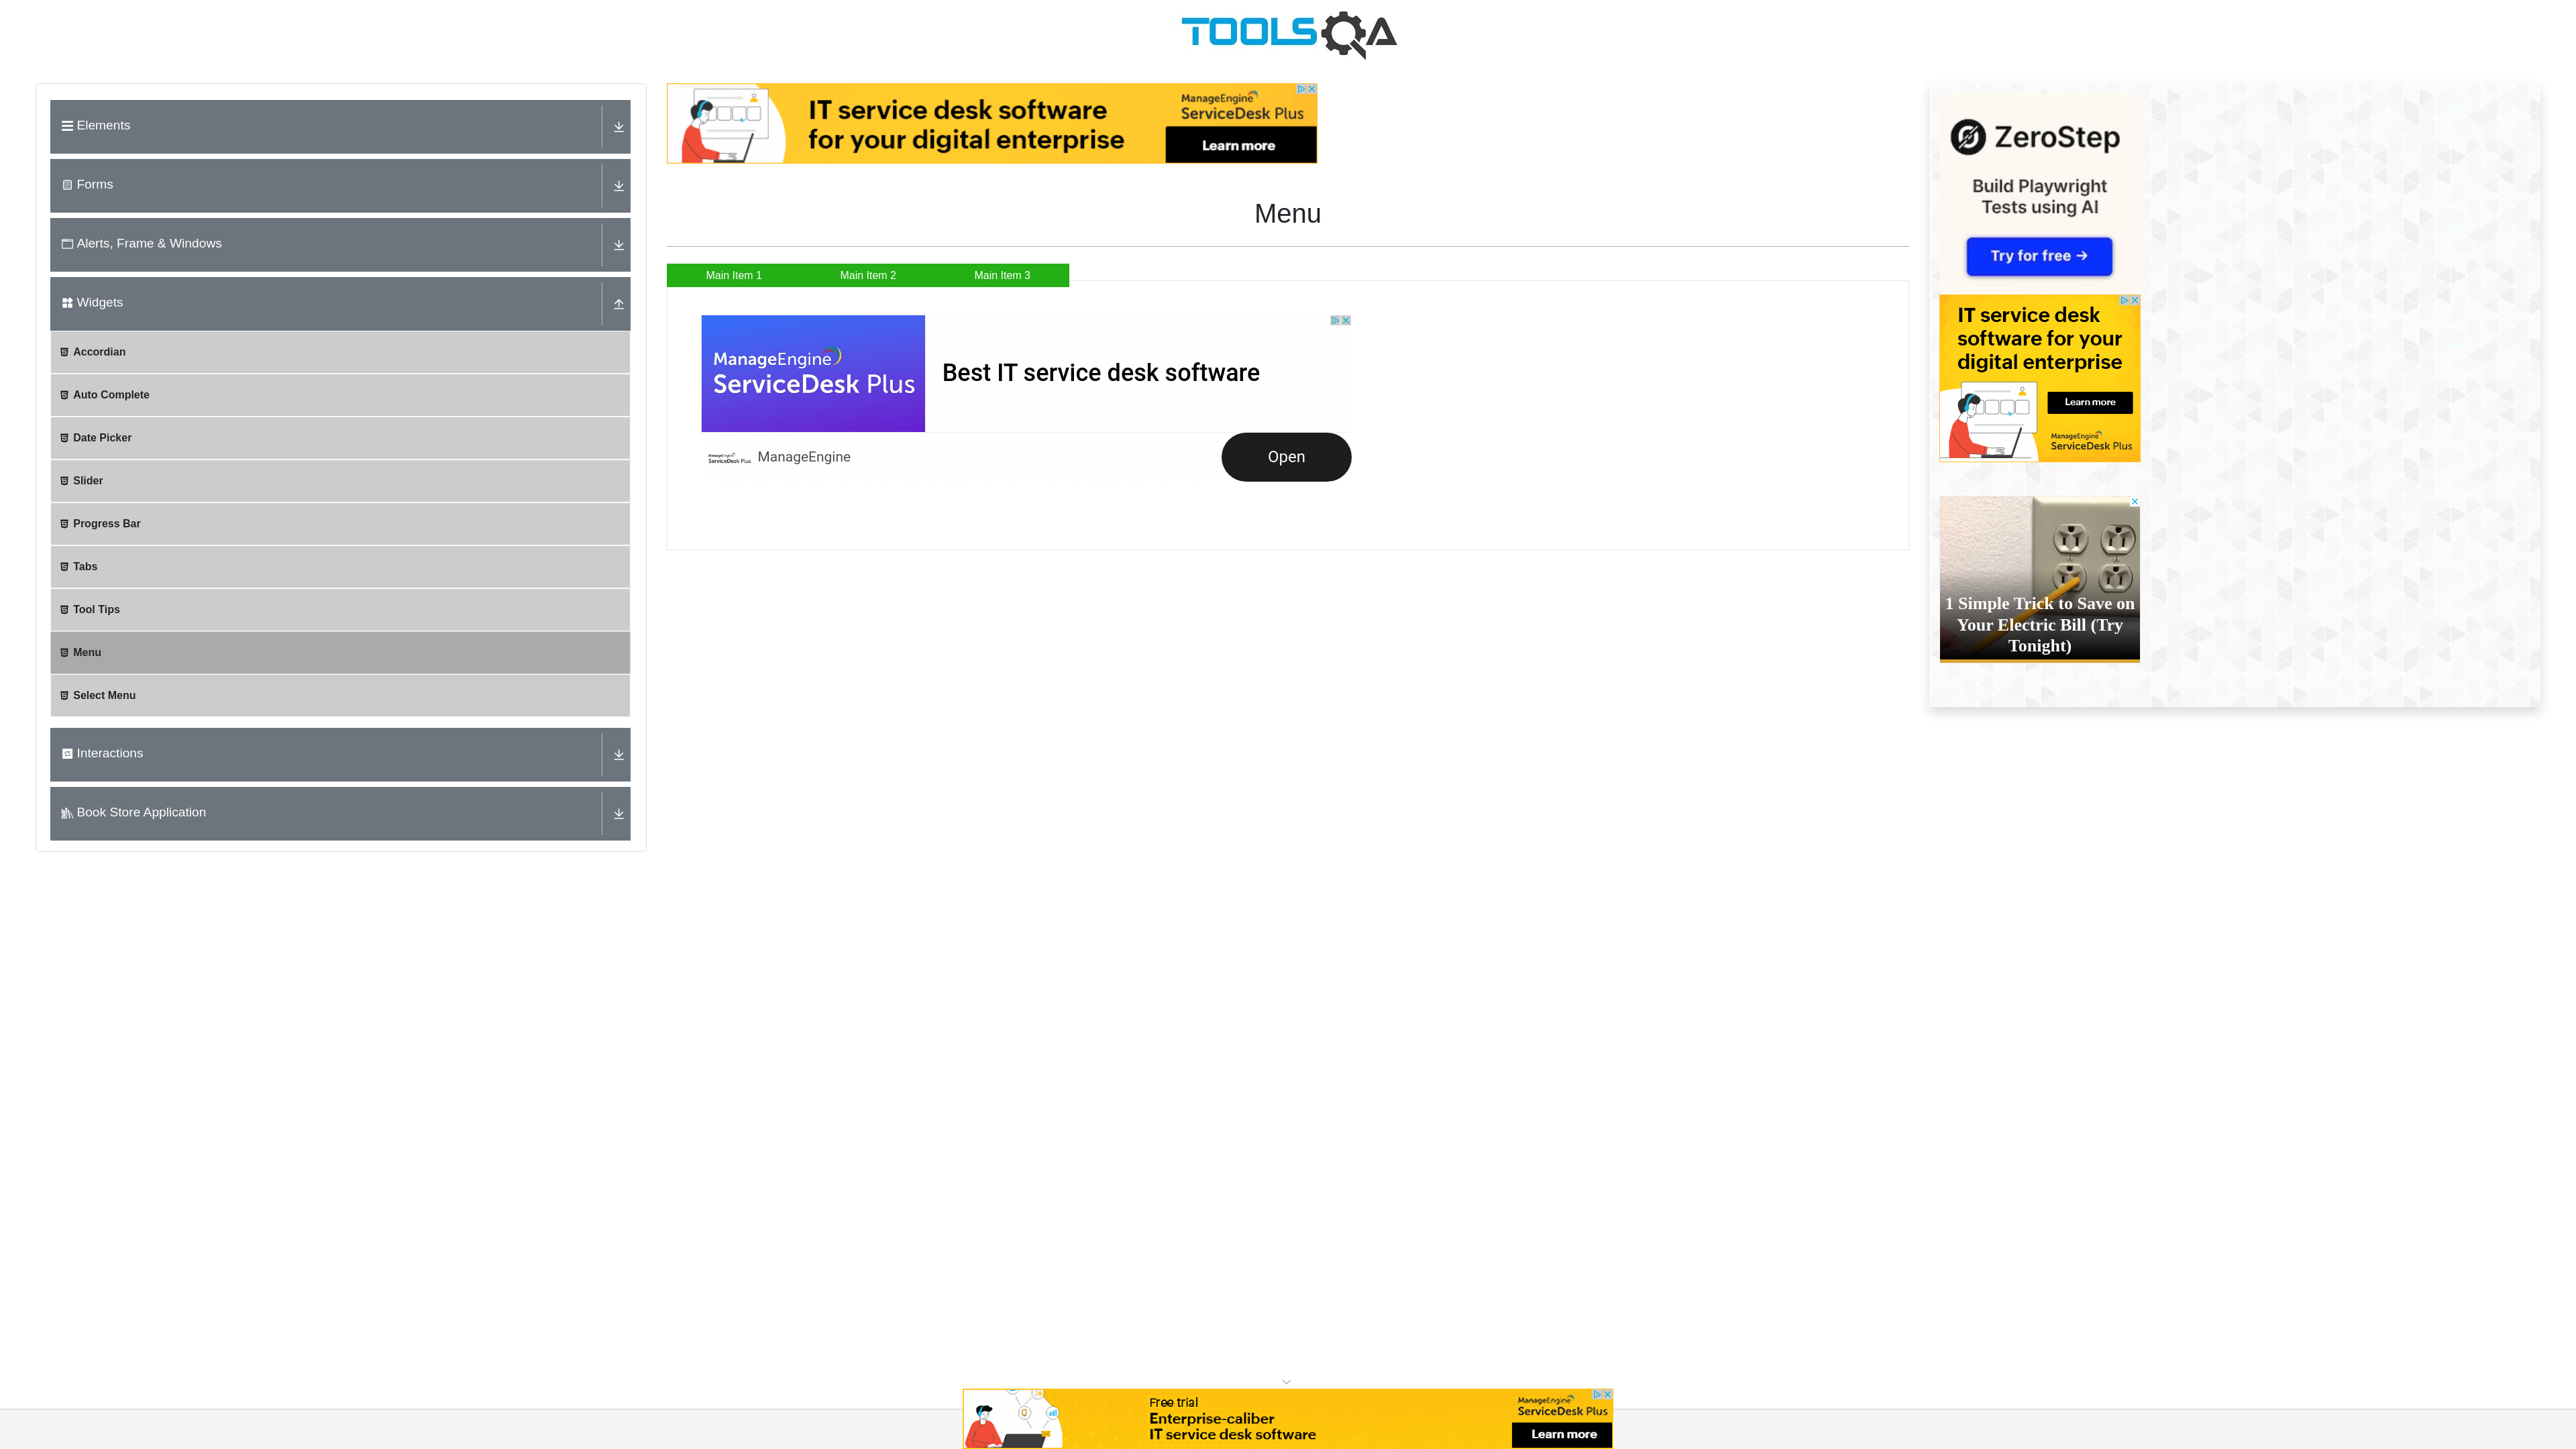 TOOLSQA
Elements
Forms
Alerts, Frame & Windows
Widgets
Accordian
Auto Complete
Date Picker
Slider
Progress Bar
Tabs
Tool Tips
Menu
Select Menu
Interactions
Book Store Application
IT service desk software
for your digital enterprise
ManageEngine
ServiceDesk Plus
Learn more
Menu
Main Item 1 Main Item 2 Main Item 3
ManageEngine
ServiceDesk Plus
Best IT service desk software
ManageEngine
ServiceDesk Plus
ManageEngine
Open
ZeroStep
Build Playwright
Tests using AI
Try for free →
IT service desk
software for your
digital enterprise
Learn more
ManageEngine
ServiceDesk Plus
1 Simple Trick to Save on
Your Electric Bill (Try
Tonight)
Free trial
Enterprise-caliber
IT service desk software
ManageEngine
ServiceDesk Plus
Learn more